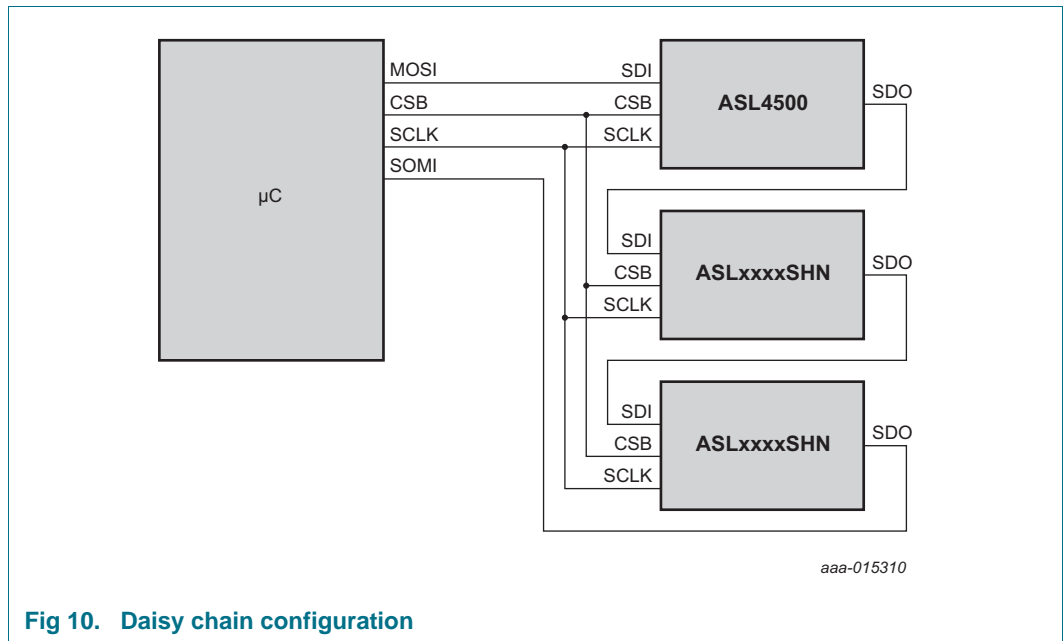 µC
MOSI
CSB
SCLK
SOMI
SDI
CSB
SCLK
ASL4500
SDO
SDI
CSB
SCLK
ASLxxxxSHN
SDO
SDI
CSB
SCLK
ASLxxxxSHN
SDO
aaa-015310
Fig 10. Daisy chain configuration